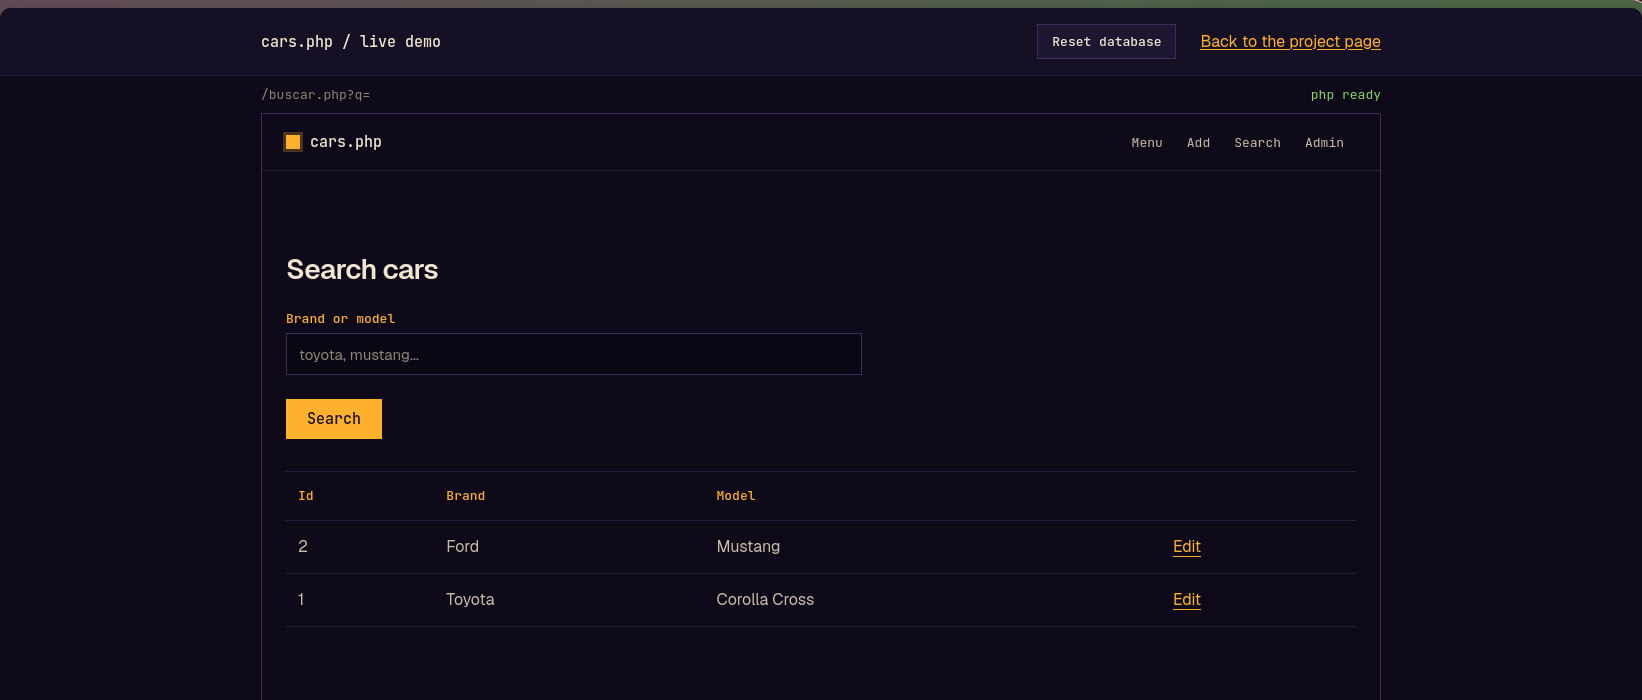 cars.php / live demo
Reset database
Back to the project page
/buscar.php?q=
php ready
cars.php
Menu
Add
Search
Admin
Search cars
Brand or model
toyota, mustang...
Search
Id Brand Model
2 Ford Mustang Edit
1 Toyota Corolla Cross Edit